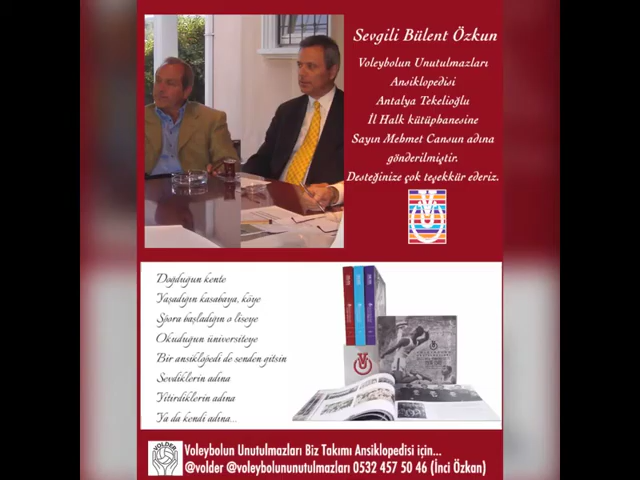 Sevgili Bülent Özkun
Voleybolun Unutulmazları
Ansiklopedisi
Antalya Tekelioğlu
İl Halk kütüphanesine
Sayın Mehmet Cansun adına
gönderilmiştir.
Desteğinize çok teşekkür ederiz.
Doğduğun kente
Yaşadığın kasabaya, köye
Spora başladığın o liseye
Okuduğun üniversiteye
Bir ansiklopedi de senden gitsin
Sevdiklerin adına
Yitirdiklerin adına
Ya da kendi adına...
VOLDER
Voleybolun Unutulmazları Biz Takımı Ansiklopedisi için...
@volder @voleybolununutulmazları 0532 457 50 46 (İnci Özkan)